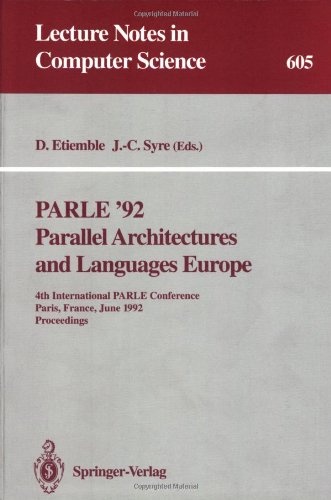 Lecture Notes in
Computer Science 605
D. Etiemble J.-C. Syre (Eds.)
PARLE '92
Parallel Architectures
and Languages Europe
4th International PARLE Conference
Paris, France, June 1992
Proceedings
Springer-Verlag